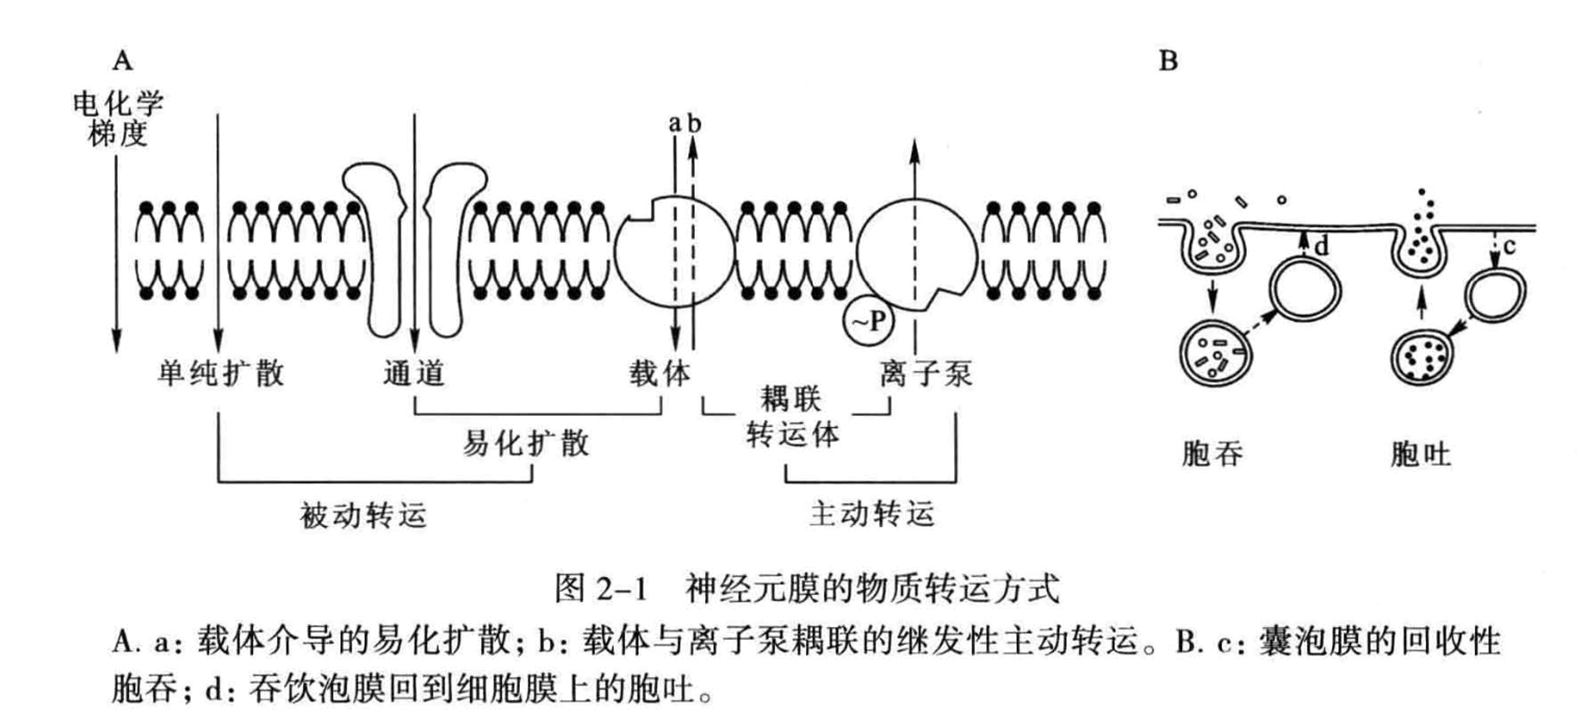 A
B
电化学
梯度
a b
d
c
~P
单纯扩散
通道
载体
离子泵
耦联
转运体
易化扩散
被动转运
主动转运
胞吞
胞吐
图 2-1 神经元膜的物质转运方式
A. a: 载体介导的易化扩散; b: 载体与离子泵耦联的继发性主动转运。B. c: 囊泡膜的回收性
胞吞; d: 吞饮泡膜回到细胞膜上的胞吐。